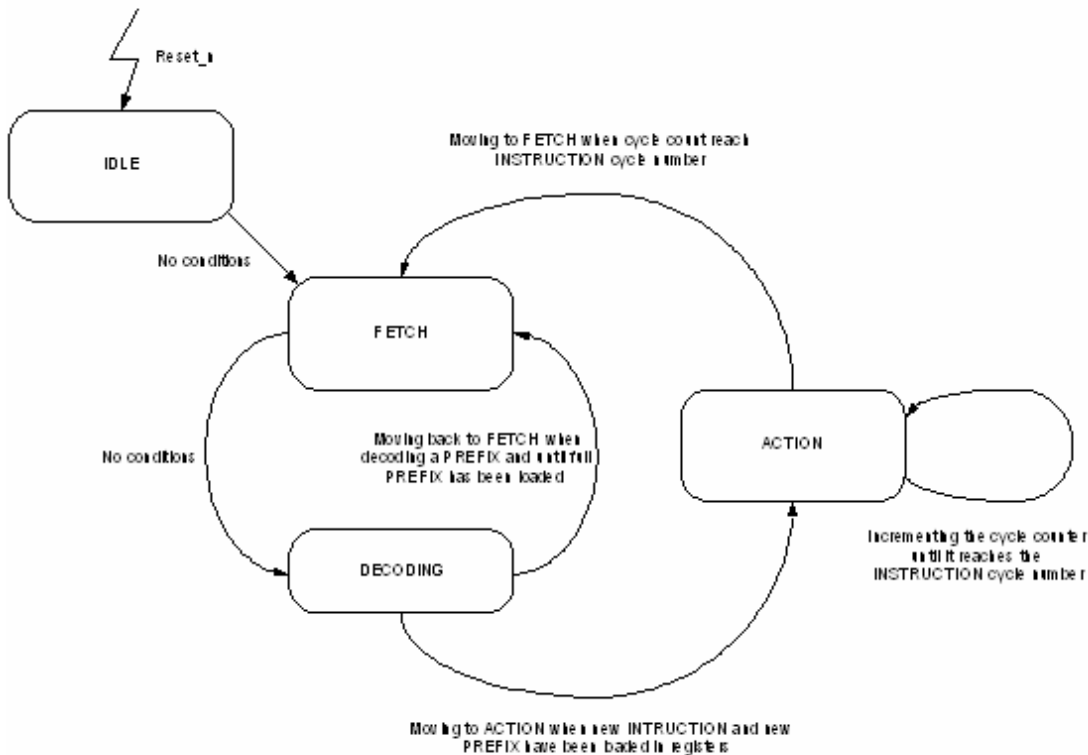 Reset_n
IDLE
Moving to FETCH when cycle count reach
INSTRUCTION cycle number
No conditions
FETCH
No conditions
Moving back to FETCH when
decoding a PREFIX and until full
PREFIX has been loaded
ACTION
DECODING
Incrementing the cycle counter
until it reaches the
INSTRUCTION cycle number
Moving to ACTION when new INTRUCTION and new
PREFIX have been loaded in registers